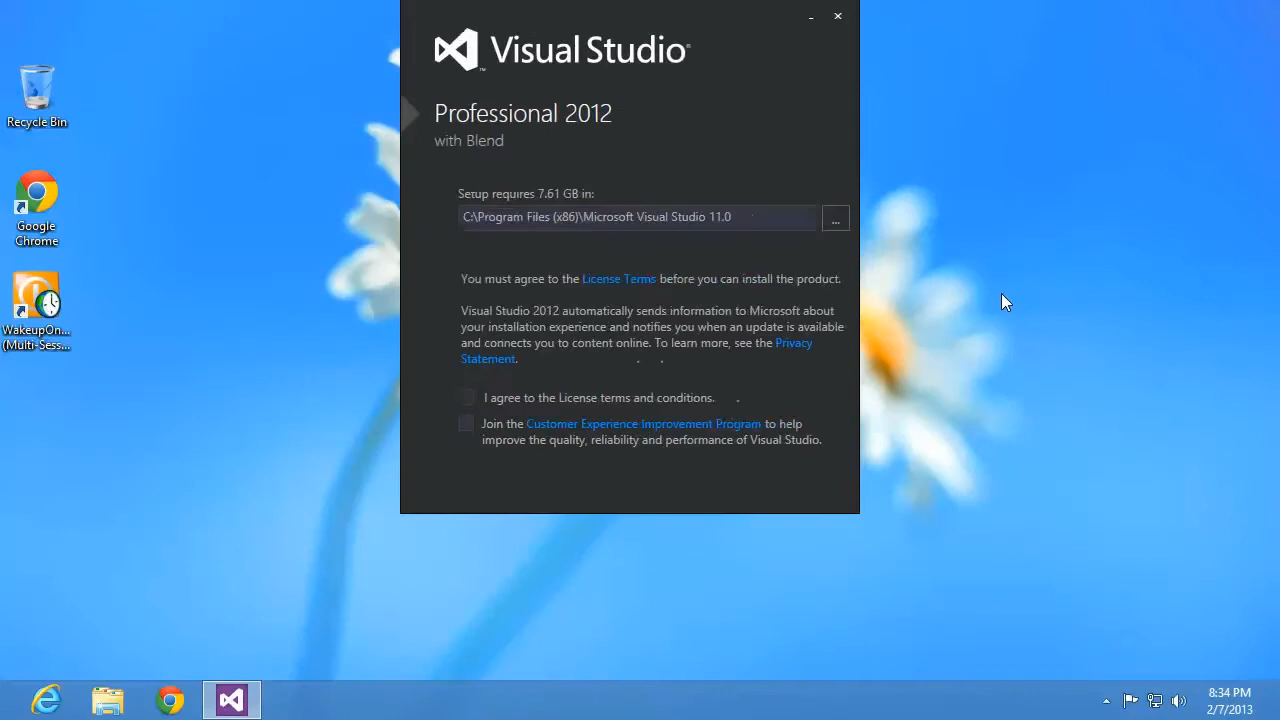 Visual Studio
Professional 2012
with Blend
Setup requires 7.61 GB in:
C:\Program Files (x86)\Microsoft Visual Studio 11.0
...
You must agree to the License Terms before you can install the product.
Visual Studio 2012 automatically sends information to Microsoft about
your installation experience and notifies you when an update is available
and connects you to content online. To learn more, see the Privacy
Statement.
I agree to the License terms and conditions.
Join the Customer Experience Improvement Program to help
improve the quality, reliability and performance of Visual Studio.
Recycle Bin
Google
Chrome
WakeupOn...
(Multi-Sess...
8:34 PM
2/7/2013